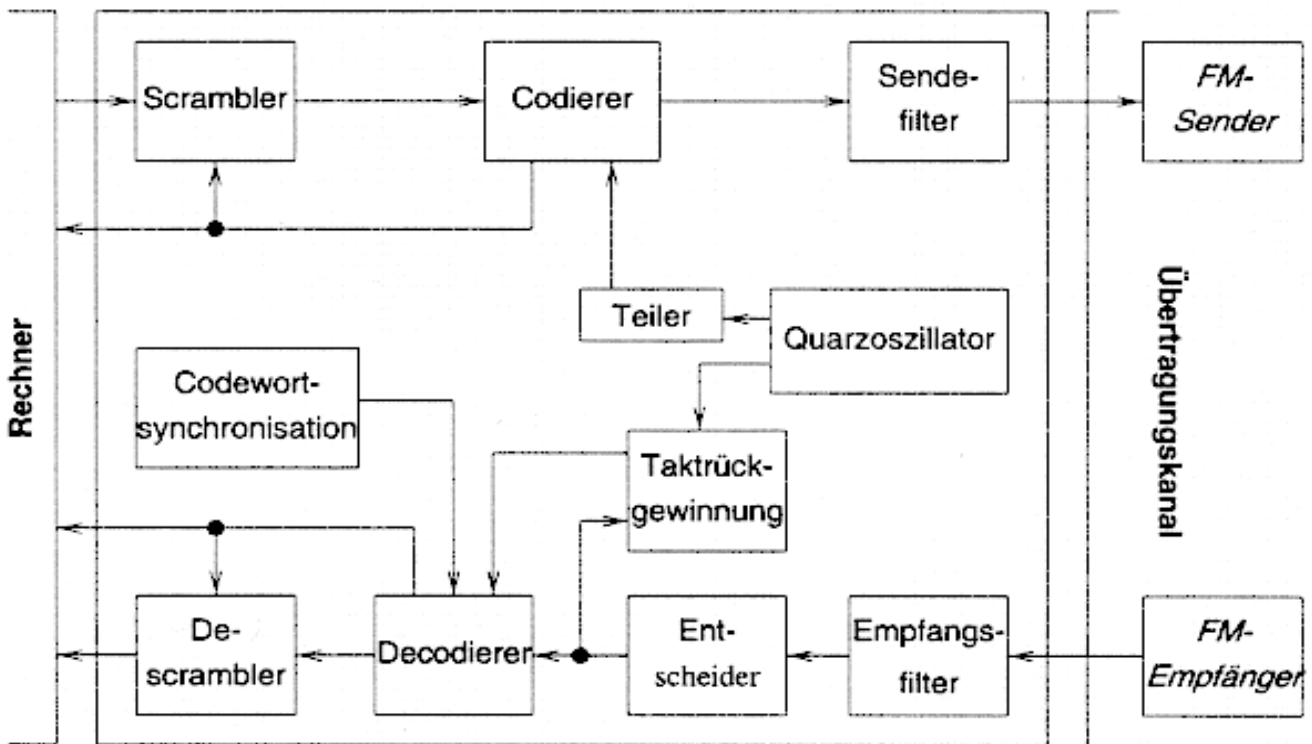 Scrambler
Codierer
Sende-
filter
FM-
Sender
Teiler
Quarzoszillator
Rechner
Codewort-
synchronisation
Taktrück-
gewinnung
Übertragungskanal
De-
scrambler
Decodierer
Ent-
scheider
Empfangs-
filter
FM-
Empfänger